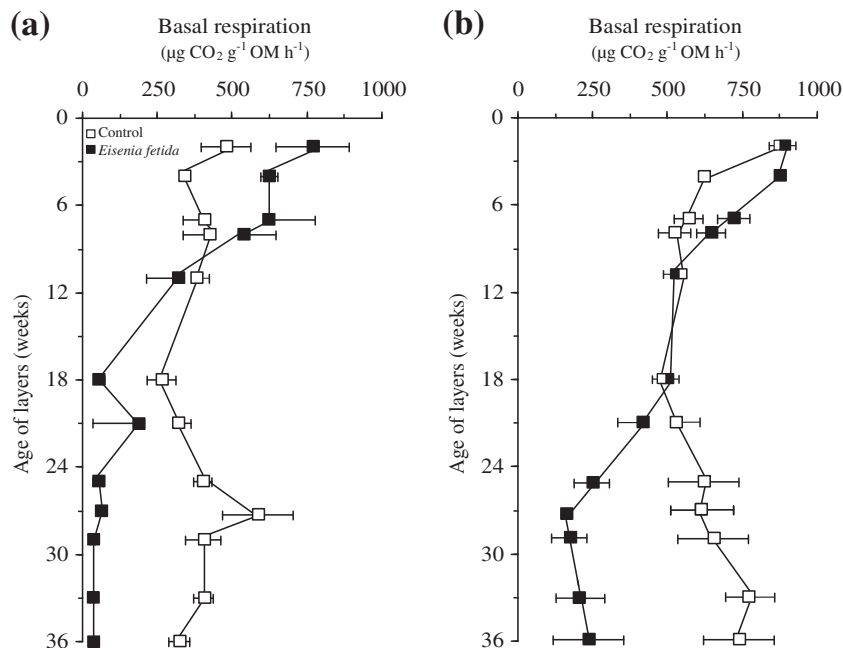 (a)
Basal respiration
(µg CO₂ g⁻¹ OM h⁻¹)
0 250 500 750 1000
0
6
12
18
24
30
36
Age of layers (weeks)
Control
Eisenia fetida
(b)
Basal respiration
(µg CO₂ g⁻¹ OM h⁻¹)
0 250 500 750 1000
0
6
12
18
24
30
36
Age of layers (weeks)